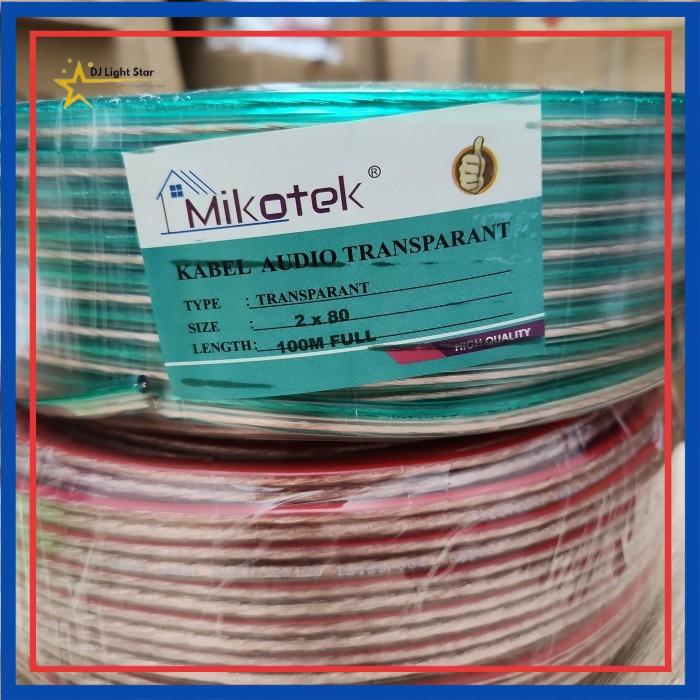 DJ Light Star
Mikotek®
KABEL AUDIO TRANSPARANT
TYPE : TRANSPARANT
SIZE : 2 x 80
LENGTH: 100M FULL
HIGH QUALITY